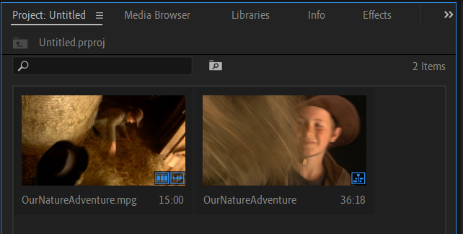 Project: Untitled Media Browser Libraries Info Effects
Untitled.prproj
2 Items
OurNatureAdventure.mpg 15:00 OurNatureAdventure 36:18